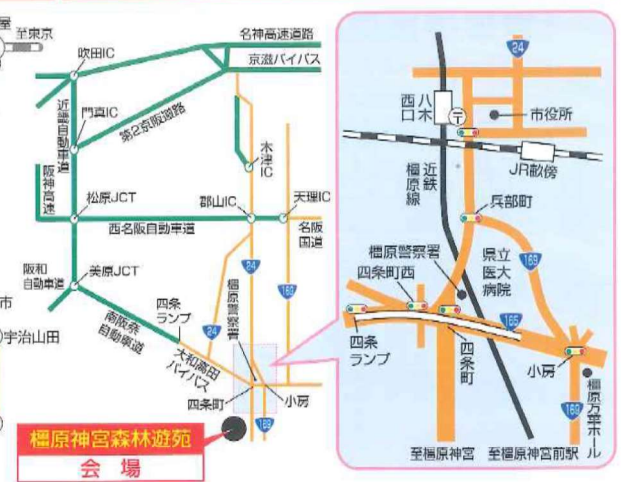 屋
至東京
吹田IC
名神高速道路
京滋バイパス
近畿自動車道
門真IC
第2京阪道路
木津IC
阪神高速
松原JCT
郡山IC
天理IC
西名阪自動車道
名阪国道
阪和自動車道
美原JCT
24
169
橿原警察署
南阪奈自動車道
四条ランプ
24
大和高田バイパス
市
宇治山田
四条町
小房
169
橿原神宮森林遊苑
会場
24
八木西口
〒
市役所
近鉄橿原線
JR畝傍
兵部町
橿原警察署
四条町西
県立医大病院
169
165
四条ランプ
四条町
小房
169
橿原万葉ホール
至橿原神宮
至橿原神宮前駅